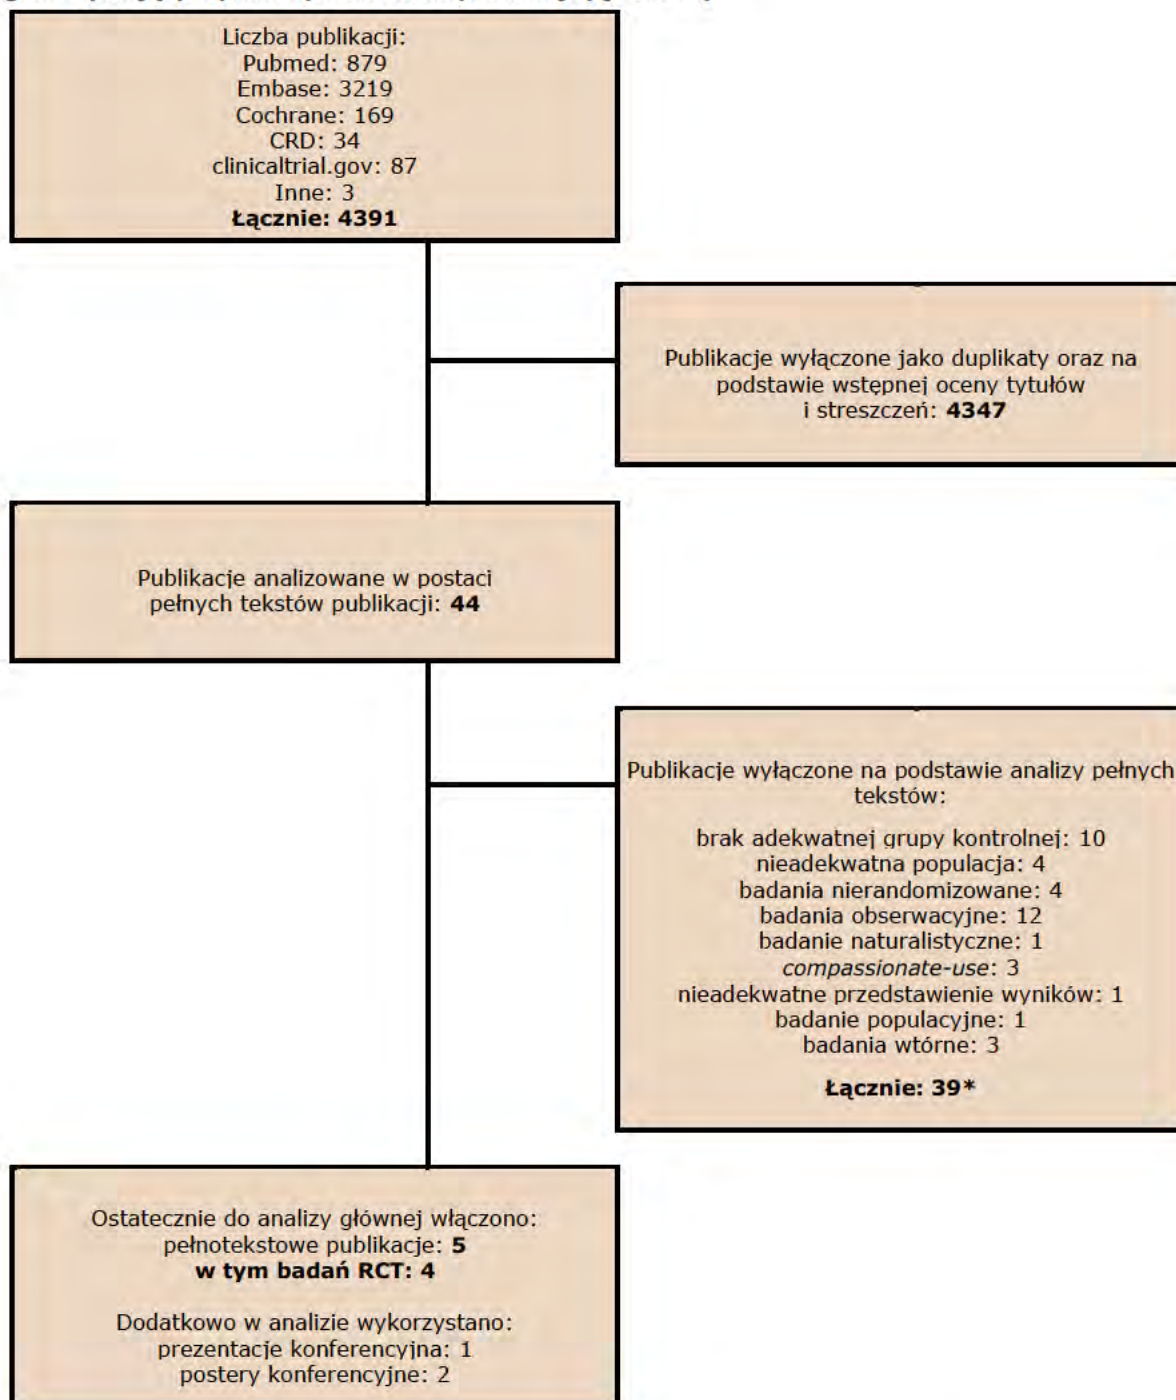 Liczba publikacji:
Pubmed: 879
Embase: 3219
Cochrane: 169
CRD: 34
clinicaltrial.gov: 87
Inne: 3
Łącznie: 4391
Publikacje wyłączone jako duplikaty oraz na
podstawie wstępnej oceny tytułów
i streszczeń: 4347
Publikacje analizowane w postaci
pełnych tekstów publikacji: 44
Publikacje wyłączone na podstawie analizy pełnych
tekstów:
brak adekwatnej grupy kontrolnej: 10
nieadekwatna populacja: 4
badania nierandomizowane: 4
badania obserwacyjne: 12
badanie naturalistyczne: 1
compassionate-use: 3
nieadekwatne przedstawienie wyników: 1
badanie populacyjne: 1
badania wtórne: 3
Łącznie: 39*
Ostatecznie do analizy głównej włączono:
pełnotekstowe publikacje: 5
w tym badań RCT: 4
Dodatkowo w analizie wykorzystano:
prezentacje konferencyjna: 1
postery konferencyjne: 2